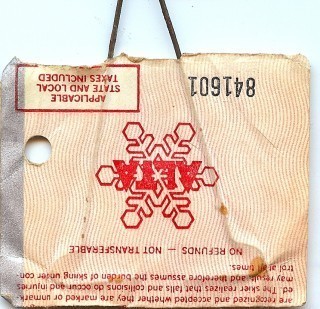 are recognized and accepted whether they are marked or unmark-
ed. The skier realizes that falls and collisions do occur and injuries
may result, and therefore assumes the burden of skiing under con-
trol at all times.
NO REFUNDS — NOT TRANSFERABLE
ALTA
841601
APPLICABLE
STATE AND LOCAL
TAXES INCLUDED